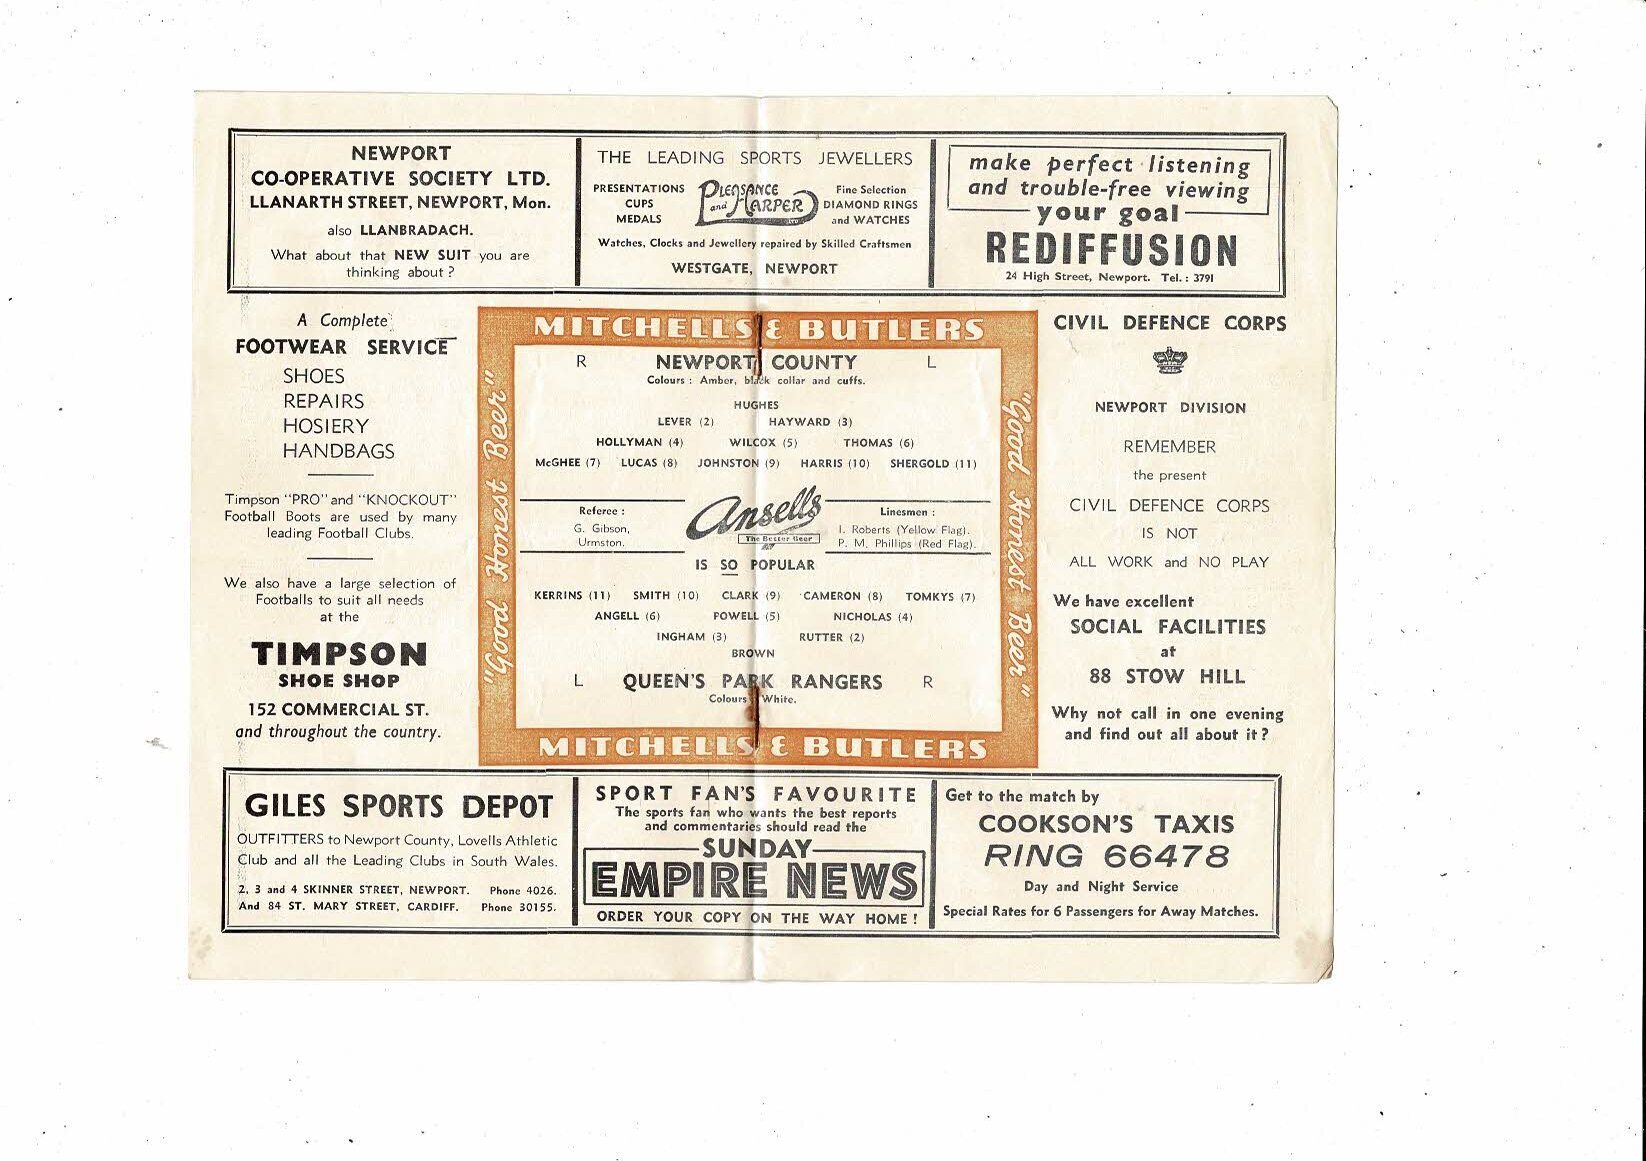 NEWPORT
CO-OPERATIVE SOCIETY LTD.
LLANARTH STREET, NEWPORT, Mon.
also LLANBRADACH.
What about that NEW SUIT you are
thinking about ?
THE LEADING SPORTS JEWELLERS
PRESENTATIONS
CUPS
MEDALS
PLEASANCE
and HARPER
Fine Selection
DIAMOND RINGS
and WATCHES
Watches, Clocks and Jewellery repaired by Skilled Craftsmen
WESTGATE, NEWPORT
make perfect listening
and trouble-free viewing
your goal
REDIFFUSION
24 High Street, Newport. Tel. : 3791
A Complete
FOOTWEAR SERVICE
SHOES
REPAIRS
HOSIERY
HANDBAGS
Timpson "PRO" and "KNOCKOUT"
Football Boots are used by many
leading Football Clubs.
We also have a large selection of
Footballs to suit all needs
at the
TIMPSON
SHOE SHOP
152 COMMERCIAL ST.
and throughout the country.
MITCHELLS & BUTLERS
"Good Honest Beer"
R NEWPORT COUNTY L
Colours : Amber, black collar and cuffs.
HUGHES
LEVER (2) HAYWARD (3)
HOLLYMAN (4) WILCOX (5) THOMAS (6)
McGHEE (7) LUCAS (8) JOHNSTON (9) HARRIS (10) SHERGOLD (11)
Referee :
G. Gibson,
Urmston.
Ansells
The Better Beer
Linesmen :
I. Roberts (Yellow Flag).
P. M. Phillips (Red Flag).
IS SO POPULAR
KERRINS (11) SMITH (10) CLARK (9) CAMERON (8) TOMKYS (7)
ANGELL (6) POWELL (5) NICHOLAS (4)
INGHAM (3) RUTTER (2)
BROWN
L QUEEN'S PARK RANGERS R
Colours : White.
"Good Honest Beer"
MITCHELLS & BUTLERS
CIVIL DEFENCE CORPS
NEWPORT DIVISION
REMEMBER
the present
CIVIL DEFENCE CORPS
IS NOT
ALL WORK and NO PLAY
We have excellent
SOCIAL FACILITIES
at
88 STOW HILL
Why not call in one evening
and find out all about it ?
GILES SPORTS DEPOT
OUTFITTERS to Newport County, Lovells Athletic
Club and all the Leading Clubs in South Wales.
2, 3 and 4 SKINNER STREET, NEWPORT. Phone 4026.
And 84 ST. MARY STREET, CARDIFF. Phone 30155.
SPORT FAN'S FAVOURITE
The sports fan who wants the best reports
and commentaries should read the
SUNDAY
EMPIRE NEWS
ORDER YOUR COPY ON THE WAY HOME !
Get to the match by
COOKSON'S TAXIS
RING 66478
Day and Night Service
Special Rates for 6 Passengers for Away Matches.